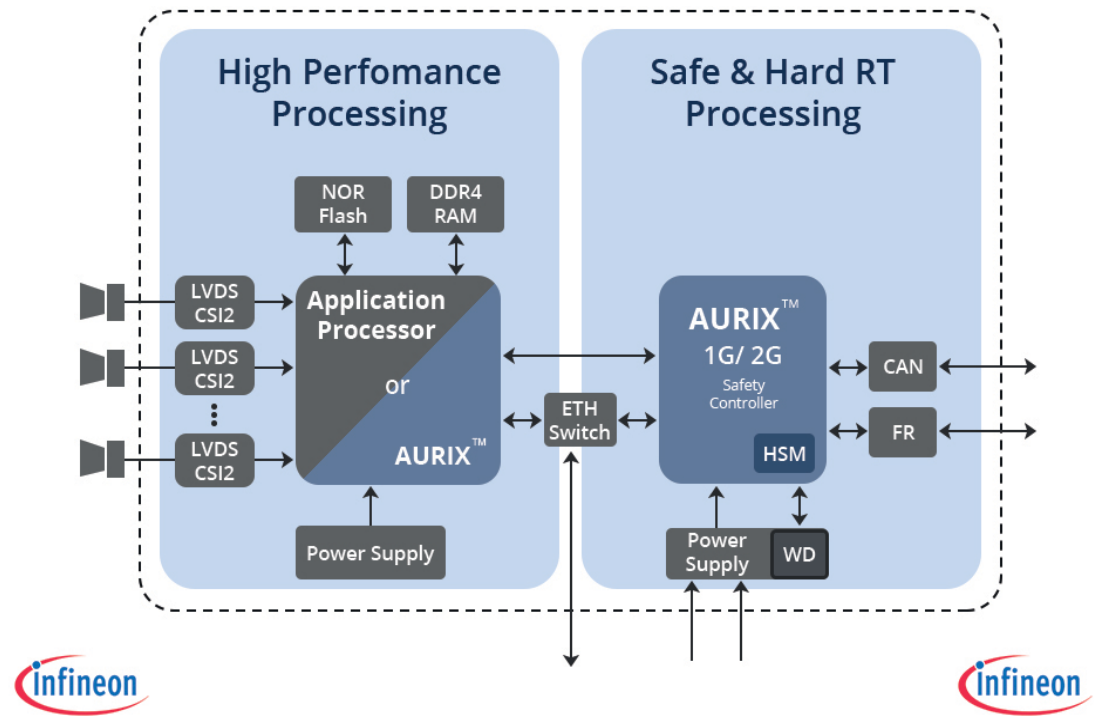 High Perfomance
Processing
Safe & Hard RT
Processing
NOR
Flash
DDR4
RAM
LVDS
CSI2
LVDS
CSI2
LVDS
CSI2
Application
Processor
or
AURIX™
ETH
Switch
AURIX™
1G/ 2G
Safety
Controller
HSM
CAN
FR
Power Supply
Power
Supply
WD
infineon
infineon